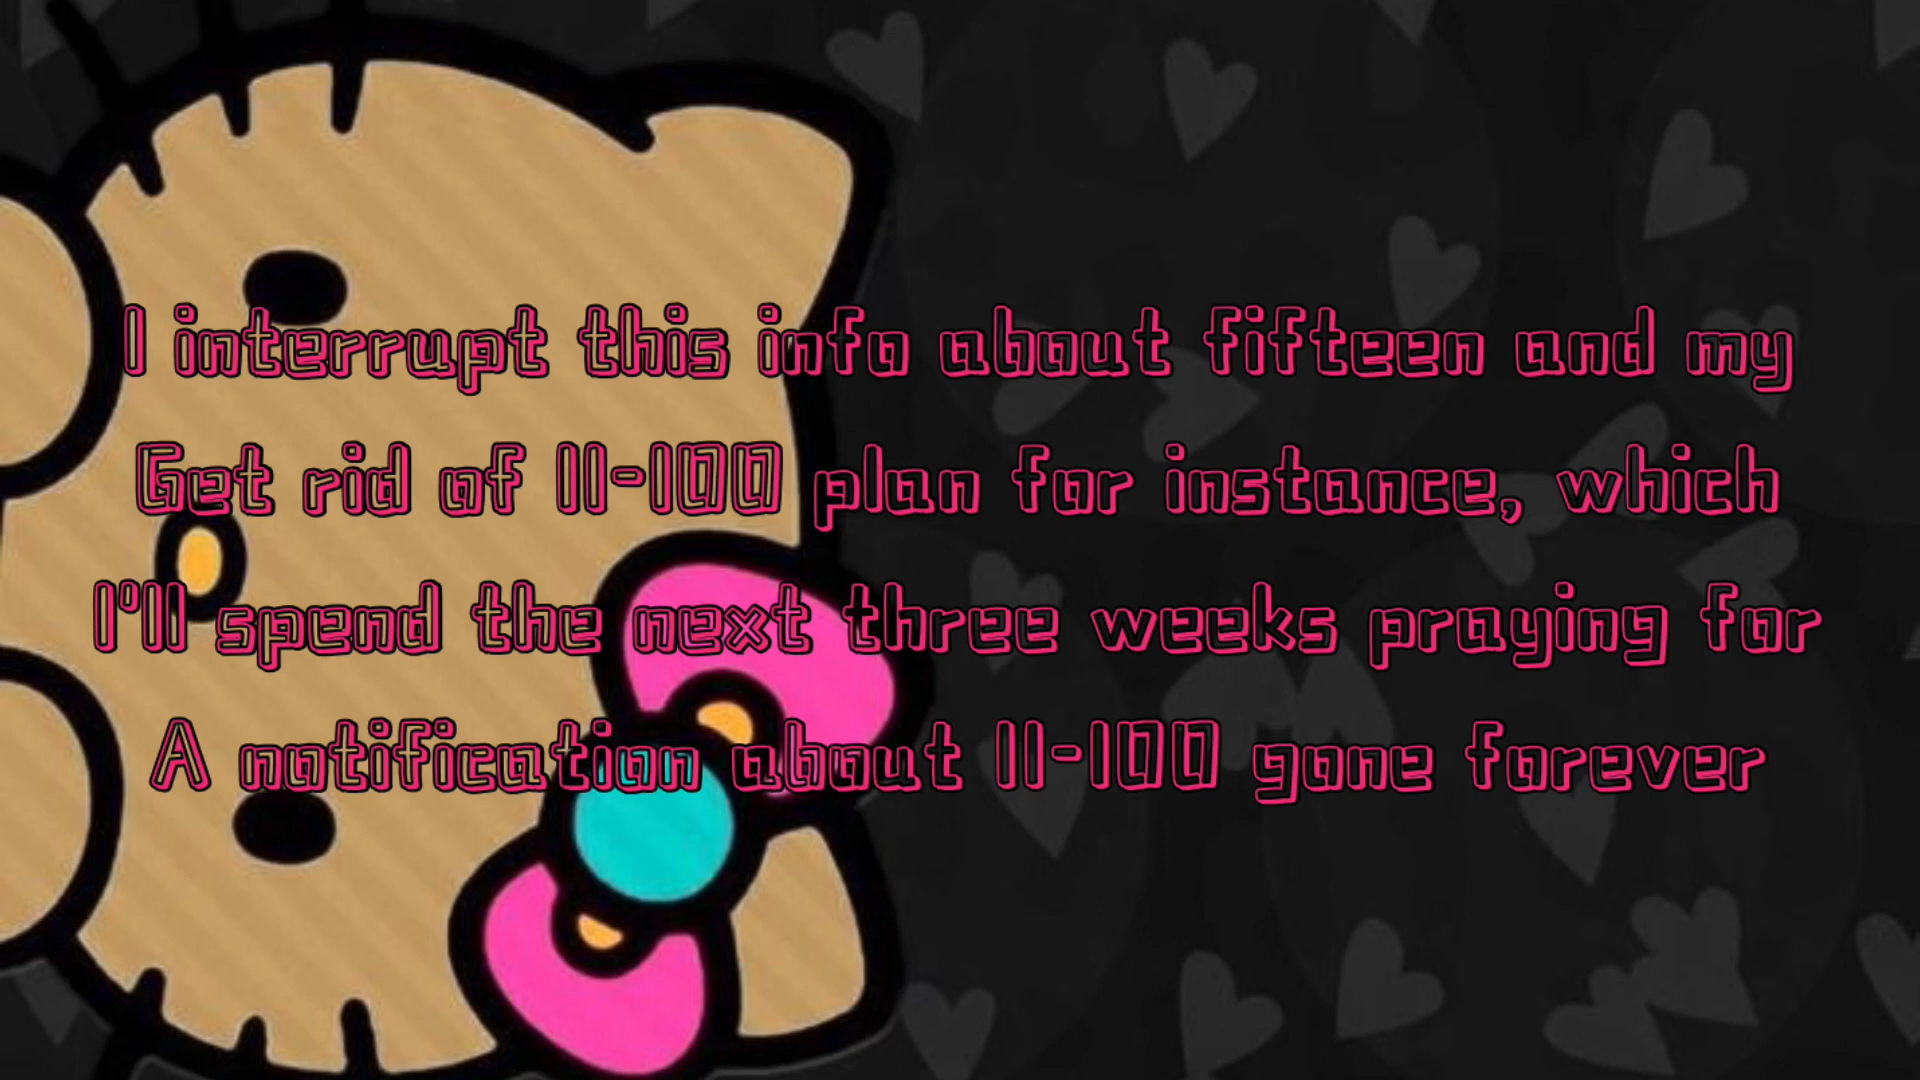 I interrupt this info about fifteen and my
Get rid of 11-100 plan for instance, which
I'll spend the next three weeks praying for
A notification about 11-100 gone forever